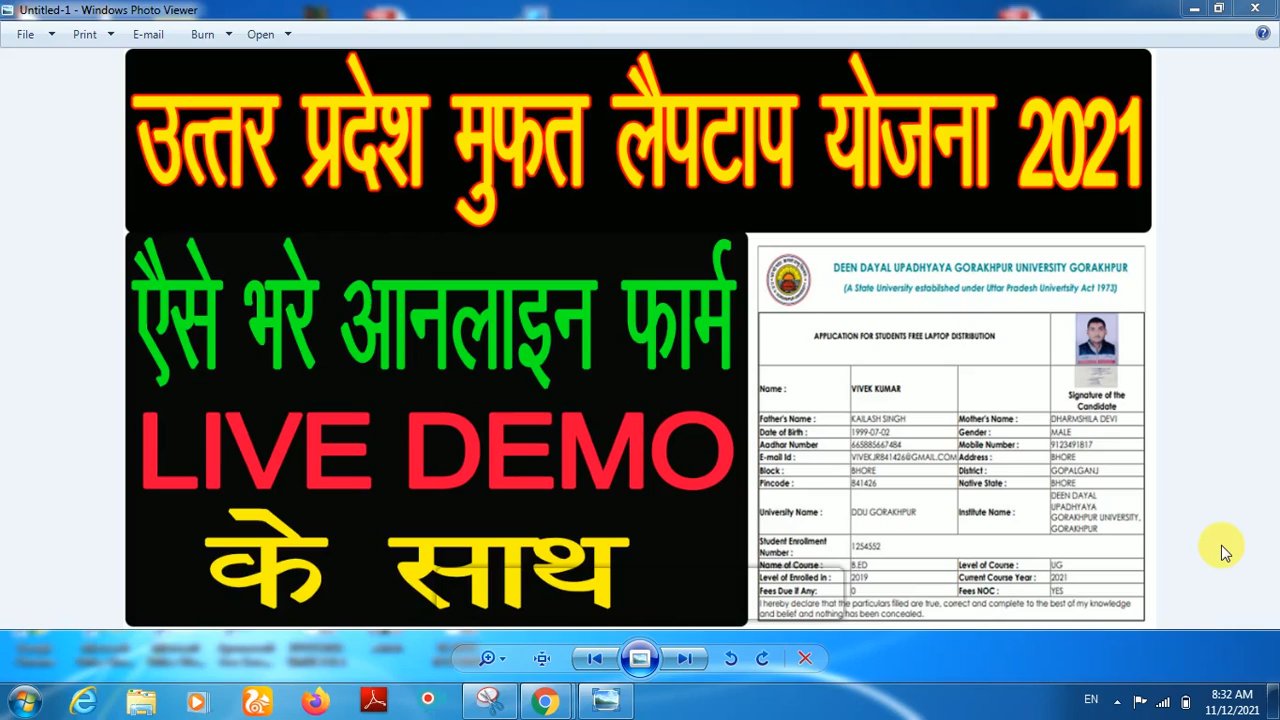 Untitled-1 - Windows Photo Viewer
File Print E-mail Burn Open
उत्तर प्रदेश मुफत लैपटाप योजना 2021
ऐसे भरे आनलाइन फार्म
LIVE DEMO
के साथ
DEEN DAYAL UPADHYAYA GORAKHPUR UNIVERSITY GORAKHPUR
(A State University established under Uttar Pradesh Univertsity Act 1973)
APPLICATION FOR STUDENTS FREE LAPTOP DISTRIBUTION
Signature of the
Candidate
Name : VIVEK KUMAR
Father's Name : KAILASH SINGH Mother's Name : DHARMSHILA DEVI
Date of Birth : 1999-07-02 Gender : MALE
Aadhar Number 665885667484 Mobile Number : 9123491817
E-mail Id : VIVEKJR841426@GMAIL.COM Address : BHORE
Block : BHORE District : GOPALGANJ
Pincode : 841426 Native State : BHORE
University Name : DDU GORAKHPUR Institute Name : DEEN DAYAL
UPADHYAYA
GORAKHPUR UNIVERSITY,
GORAKHPUR
Student Enrollment
Number : 1254552
Name of Course : B.ED Level of Course : UG
Level of Enrolled in : 2019 Current Course Year : 2021
Fees Due if Any: 0 Fees NOC : YES
I hereby declare that the particulars filled are true, correct and complete to the best of my knowledge
and belief and nothing has been concealed.
EN 8:32 AM
11/12/2021